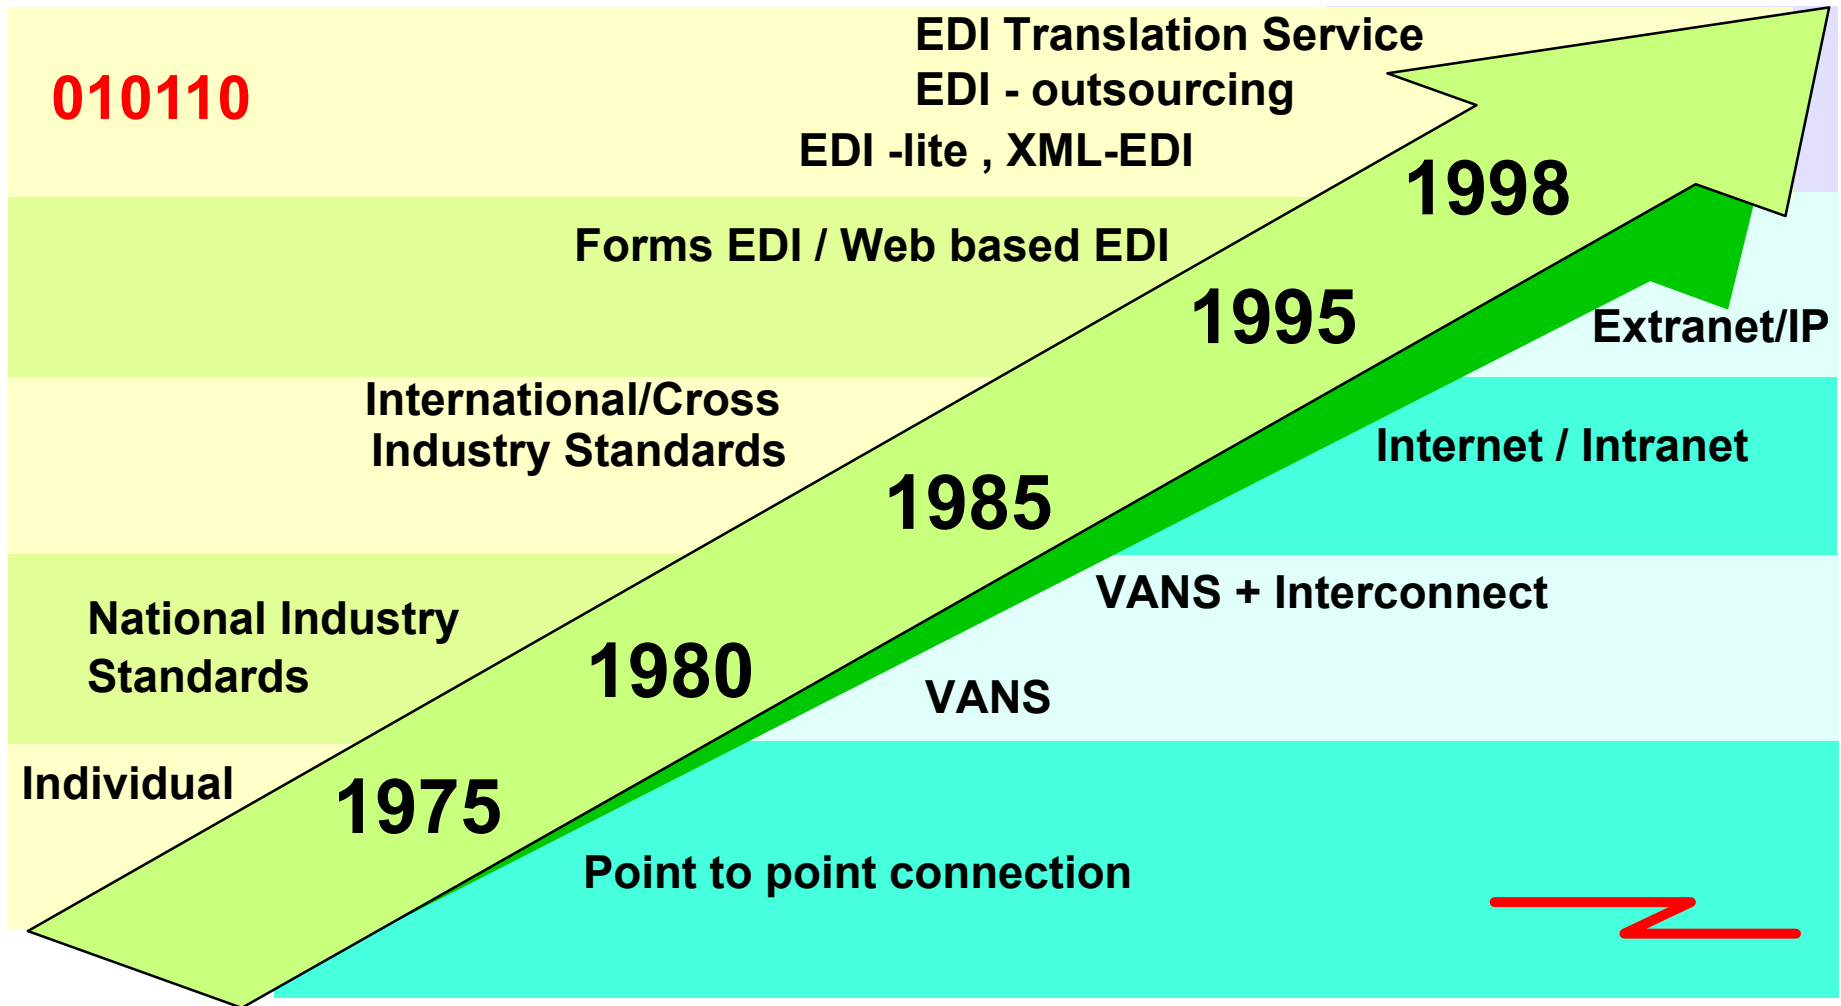 EDI Translation Service
010110
EDI - outsourcing
EDI -lite , XML-EDI
1998
Forms EDI / Web based EDI
1995
Extranet/IP
International/Cross
Industry Standards
Internet / Intranet
1985
VANS + Interconnect
National Industry
Standards
1980
VANS
Individual
1975
Point to point connection